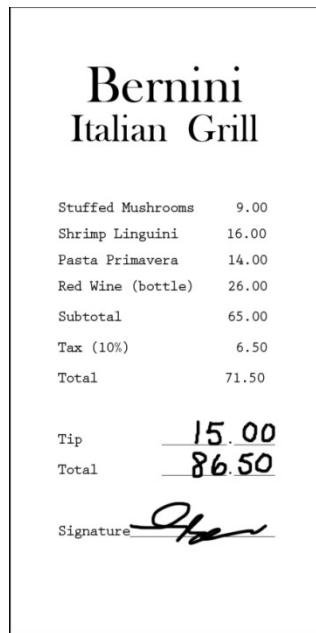 Bernini
Italian Grill
Stuffed Mushrooms 9.00
Shrimp Linguini 16.00
Pasta Primavera 14.00
Red Wine (bottle) 26.00
Subtotal 65.00
Tax (10%) 6.50
Total 71.50
Tip 15.00
Total 86.50
Signature